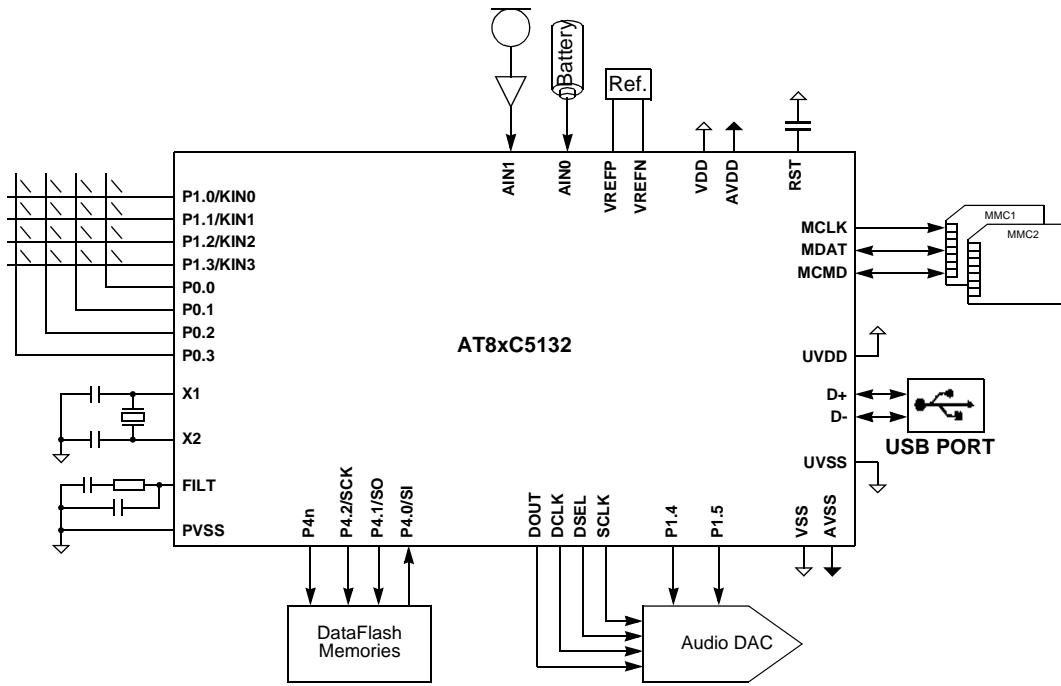 Battery
Ref.
AIN1
AIN0
VREFP
VREFN
VDD
AVDD
RST
P1.0/KIN0
P1.1/KIN1
P1.2/KIN2
P1.3/KIN3
P0.0
P0.1
P0.2
P0.3
X1
X2
FILT
PVSS
AT8xC5132
MCLK
MDAT
MCMD
MMC1
MMC2
UVDD
D+
D-
USB PORT
UVSS
P4n
P4.2/SCK
P4.1/SO
P4.0/SI
DOUT
DCLK
DSEL
SCLK
P1.4
P1.5
VSS
AVSS
DataFlash
Memories
Audio DAC